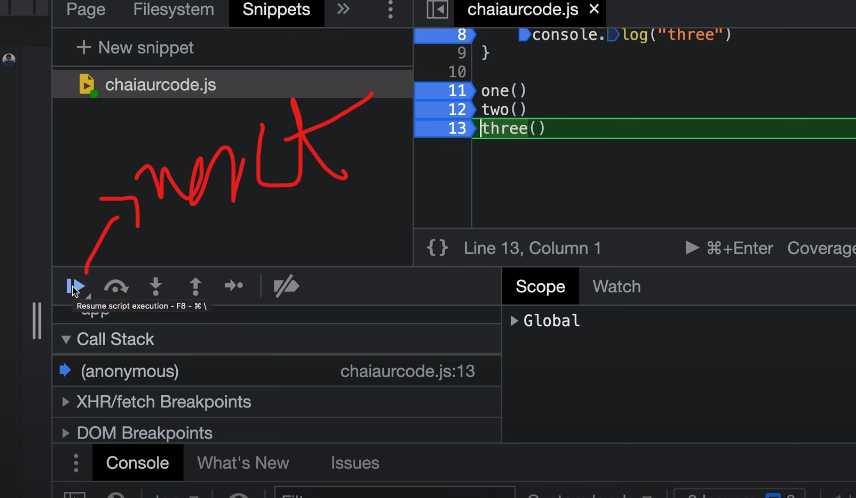 Page Filesystem Snippets
chaiaurcode.js ×
+ New snippet
chaiaurcode.js
8 console.log("three")
9 }
10
11 one()
12 two()
13 three()
{} Line 13, Column 1 ⌘+Enter Coverage
Resume script execution - F8 - ⌘ \
Scope Watch
Global
Call Stack
(anonymous) chaiaurcode.js:13
XHR/fetch Breakpoints
DOM Breakpoints
Console What's New Issues